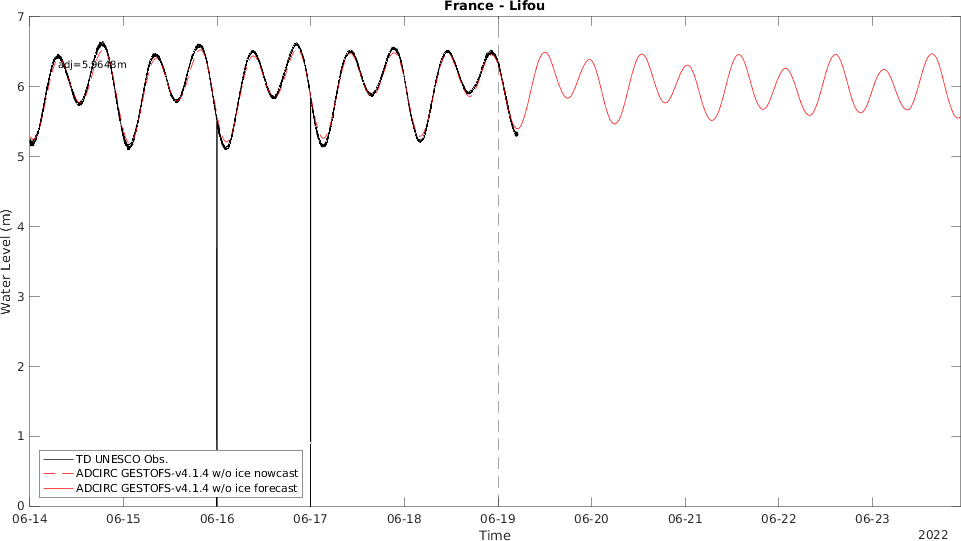 France - Lifou
7
6
5
4
3
2
1
0
Water Level (m)
adj=5.9648m
TD UNESCO Obs.
ADCIRC GESTOFS-v4.1.4 w/o ice nowcast
ADCIRC GESTOFS-v4.1.4 w/o ice forecast
06-14 06-15 06-16 06-17 06-18 06-19 06-20 06-21 06-22 06-23
Time
2022